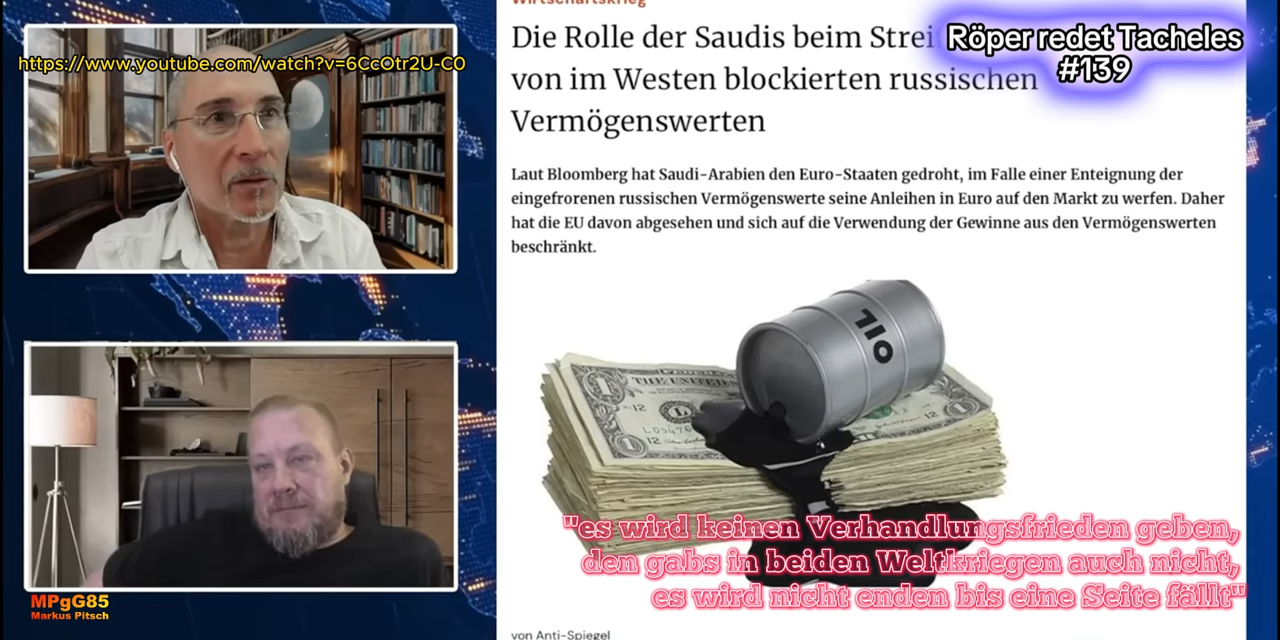 Wirtschaftskrieg
Die Rolle der Saudis beim Strei
von im Westen blockierten russischen
Vermögenswerten
Röper redet Tacheles
#139
https://www.youtube.com/watch?v=6CcOtr2U-C0
Laut Bloomberg hat Saudi-Arabien den Euro-Staaten gedroht, im Falle einer Enteignung der
eingefrorenen russischen Vermögenswerte seine Anleihen in Euro auf den Markt zu werfen. Daher
hat die EU davon abgesehen und sich auf die Verwendung der Gewinne aus den Vermögenswerten
beschränkt.
OIL
THE UNITED
12
L
12
"es wird keinen Verhandlungsfrieden geben,
den gabs in beiden Weltkriegen auch nicht,
es wird nicht enden bis eine Seite fällt"
MPgG85
Markus Pitsch
von Anti-Spiegel